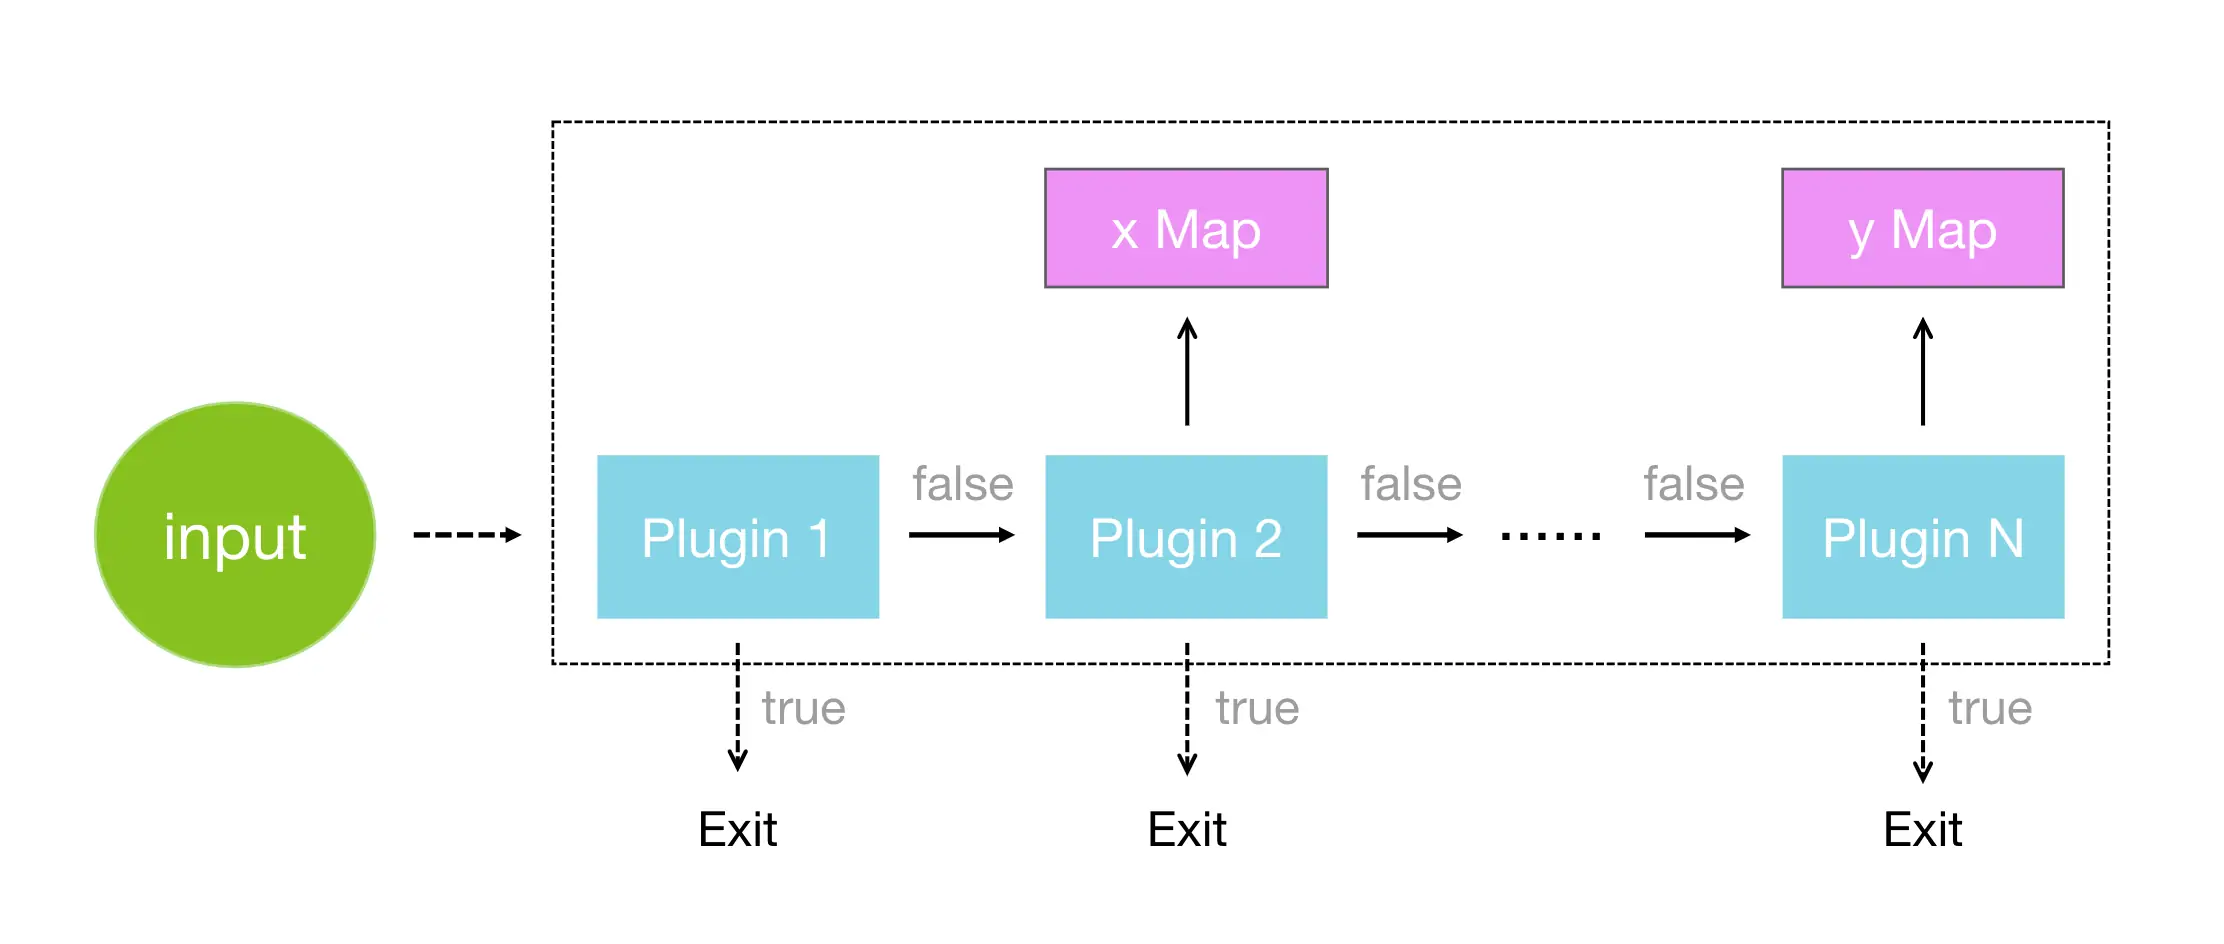 x Map
y Map
input
Plugin 1
false
Plugin 2
false
......
false
Plugin N
true
true
true
Exit
Exit
Exit